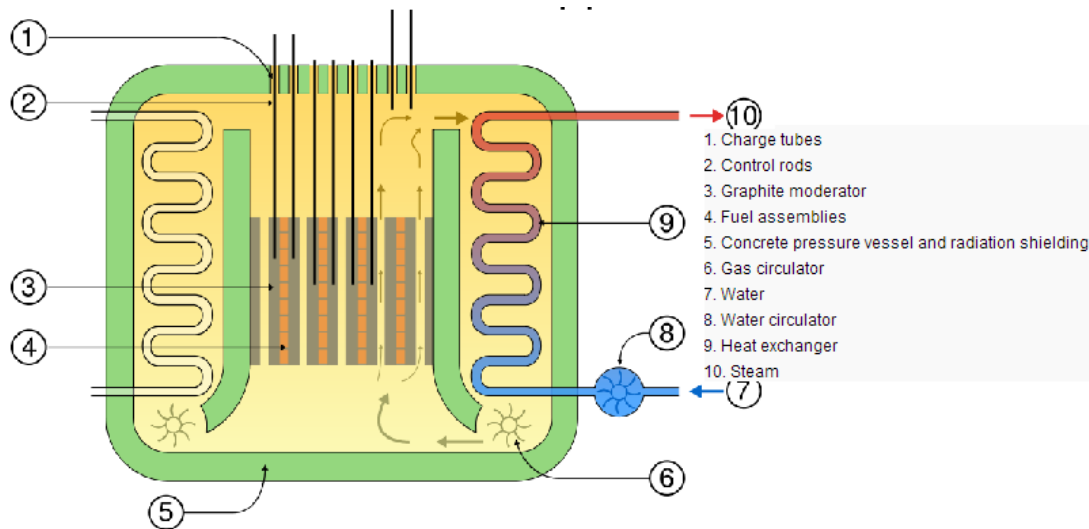 1
2
3
4
5
6
7
8
9
10
1. Charge tubes
2. Control rods
3. Graphite moderator
4. Fuel assemblies
5. Concrete pressure vessel and radiation shielding
6. Gas circulator
7. Water
8. Water circulator
9. Heat exchanger
10. Steam